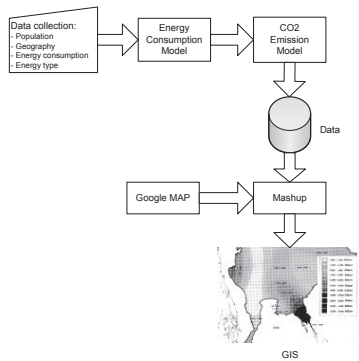 Data collection:
- Population
- Geography
- Energy consumption
- Energy type
Energy
Consumption
Model
CO2
Emission
Model
Data
Google MAP
Mashup
GIS